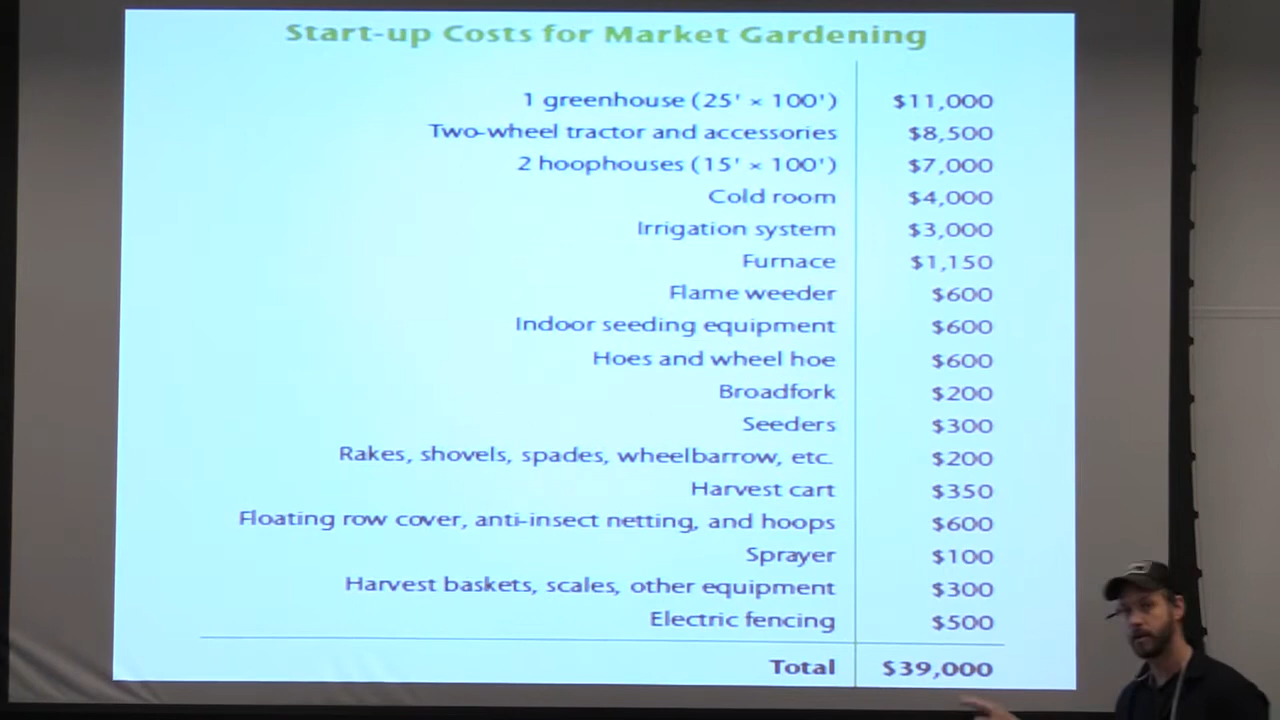 Start-up Costs for Market Gardening
1 greenhouse (25' × 100') $11,000
Two-wheel tractor and accessories $8,500
2 hoophouses (15' × 100') $7,000
Cold room $4,000
Irrigation system $3,000
Furnace $1,150
Flame weeder $600
Indoor seeding equipment $600
Hoes and wheel hoe $600
Broadfork $200
Seeders $300
Rakes, shovels, spades, wheelbarrow, etc. $200
Harvest cart $350
Floating row cover, anti-insect netting, and hoops $600
Sprayer $100
Harvest baskets, scales, other equipment $300
Electric fencing $500
Total $39,000